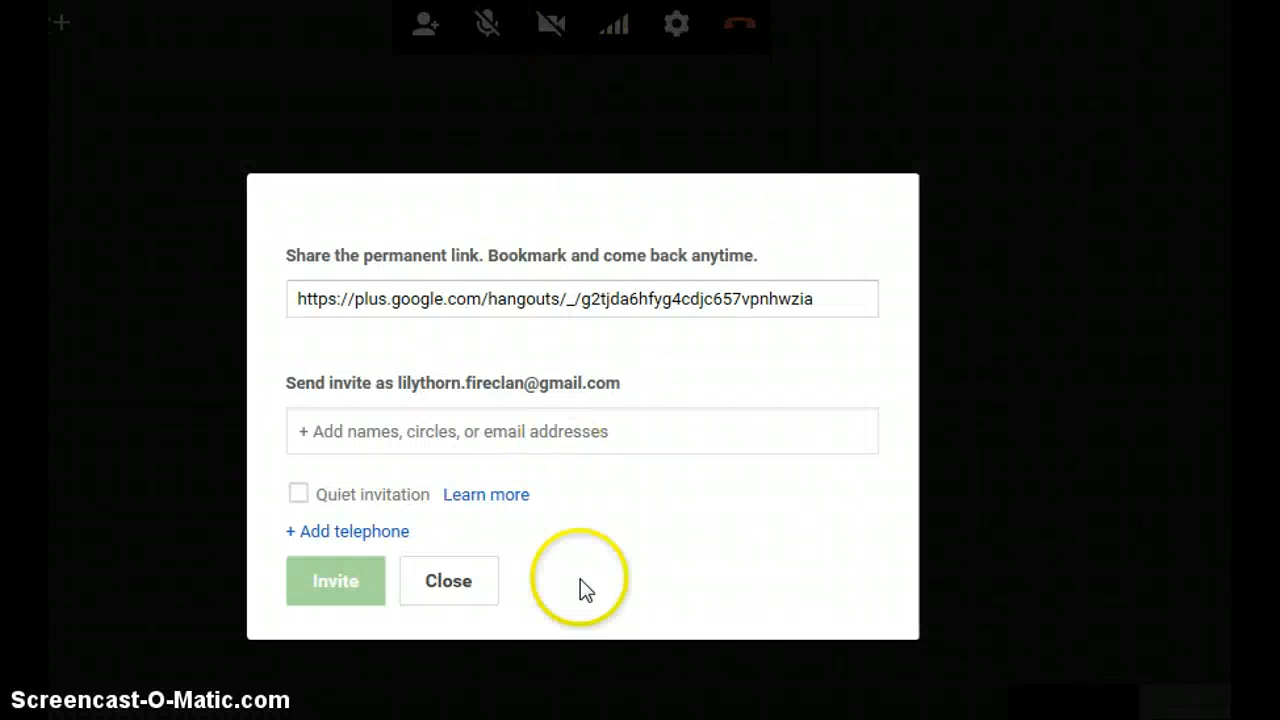 Share the permanent link. Bookmark and come back anytime.
https://plus.google.com/hangouts/_/g2tjda6hfyg4cdjc657vpnhwzia
Send invite as lilythorn.fireclan@gmail.com
+ Add names, circles, or email addresses
Quiet invitation Learn more
+ Add telephone
Invite Close
Screencast-O-Matic.com